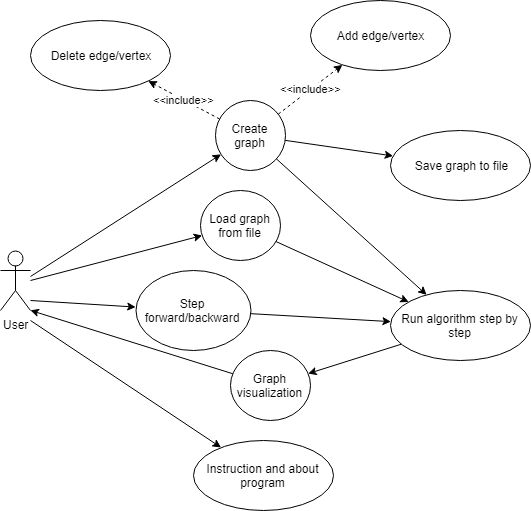 Add edge/vertex
Delete edge/vertex
<<include>>
<<include>>
Create
graph
Save graph to file
Load graph
from file
User
Step
forward/backward
Run algorithm step by
step
Graph
visualization
Instruction and about
program